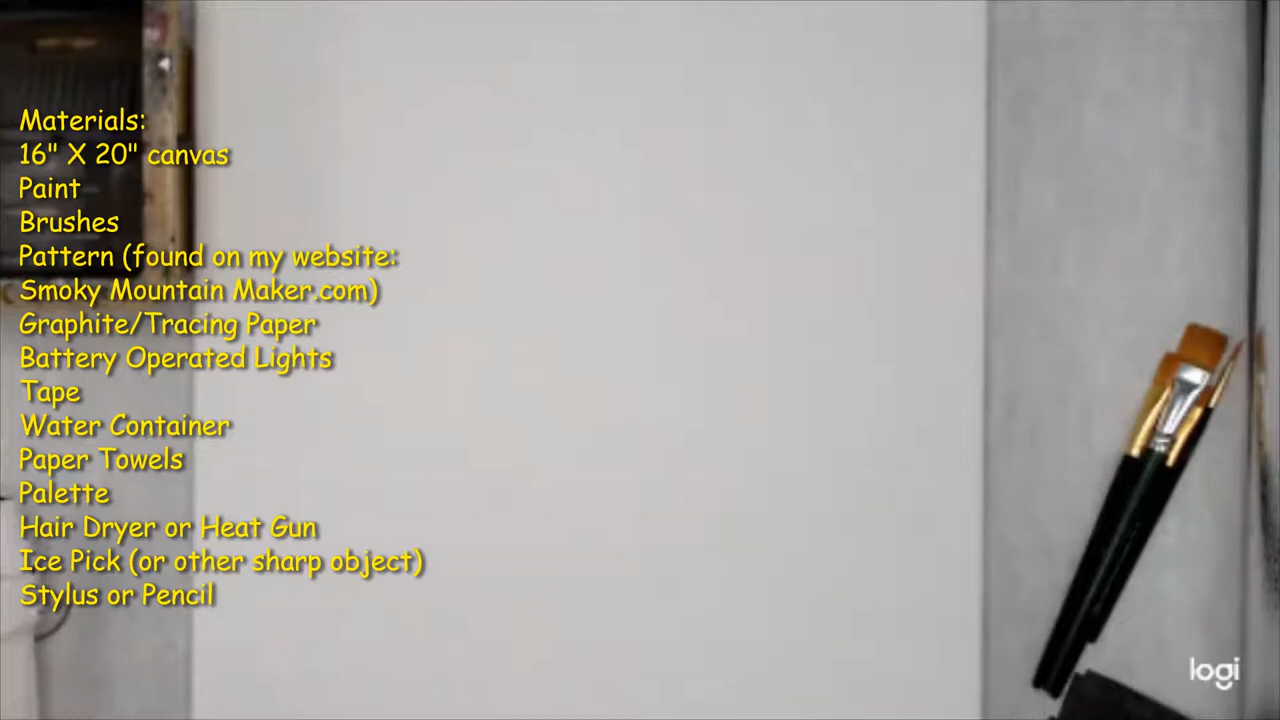 Materials:
16" X 20" canvas
Paint
Brushes
Pattern (found on my website:
Smoky Mountain Maker.com)
Graphite/Tracing Paper
Battery Operated Lights
Tape
Water Container
Paper Towels
Palette
Hair Dryer or Heat Gun
Ice Pick (or other sharp object)
Stylus or Pencil
logi